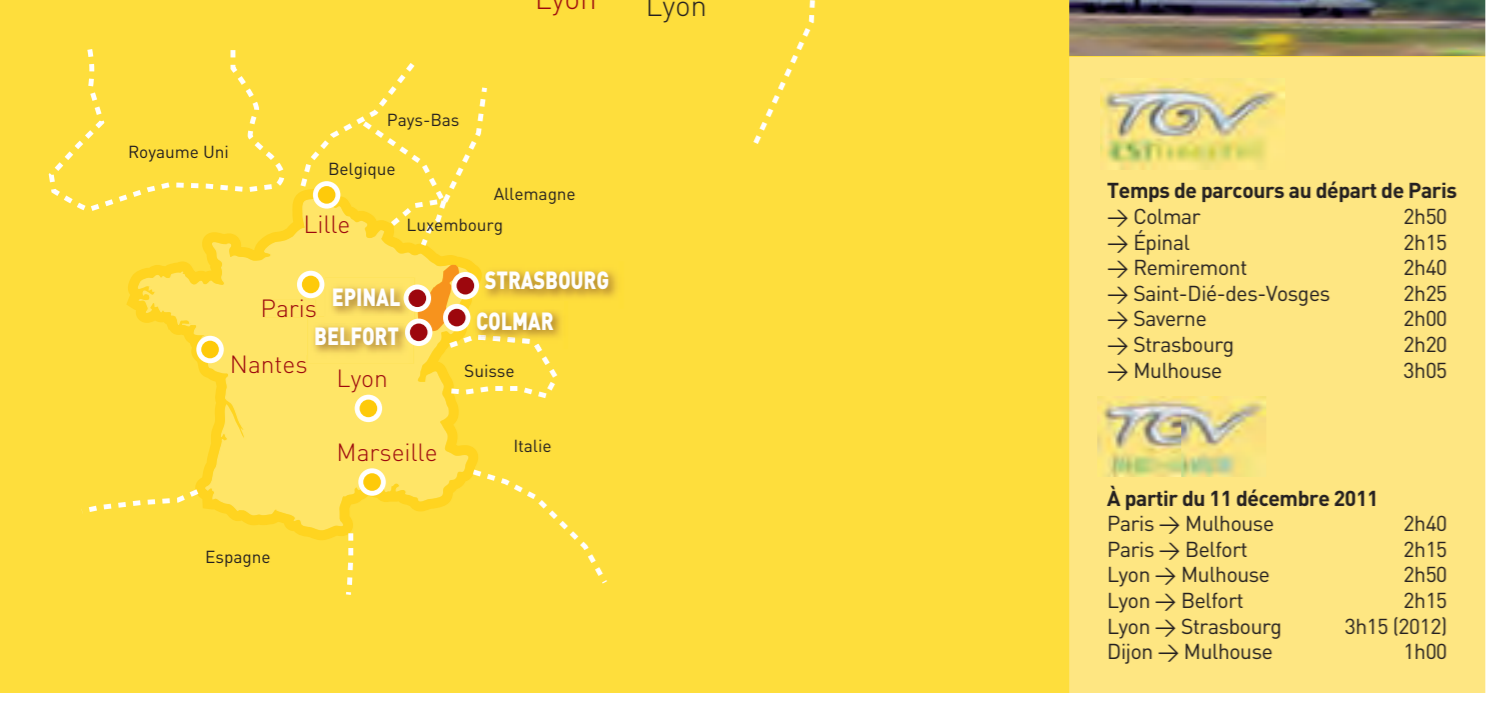 Lyon
Lyon
Pays-Bas
Royaume Uni
Belgique
Allemagne
Lille
Luxembourg
STRASBOURG
EPINAL
Paris
COLMAR
BELFORT
Nantes
Suisse
Lyon
Italie
Marseille
Espagne
TGV
EST
Temps de parcours au départ de Paris
→ Colmar 2h50
→ Épinal 2h15
→ Remiremont 2h40
→ Saint-Dié-des-Vosges 2h25
→ Saverne 2h00
→ Strasbourg 2h20
→ Mulhouse 3h05
TGV
À partir du 11 décembre 2011
Paris → Mulhouse 2h40
Paris → Belfort 2h15
Lyon → Mulhouse 2h50
Lyon → Belfort 2h15
Lyon → Strasbourg 3h15 (2012)
Dijon → Mulhouse 1h00